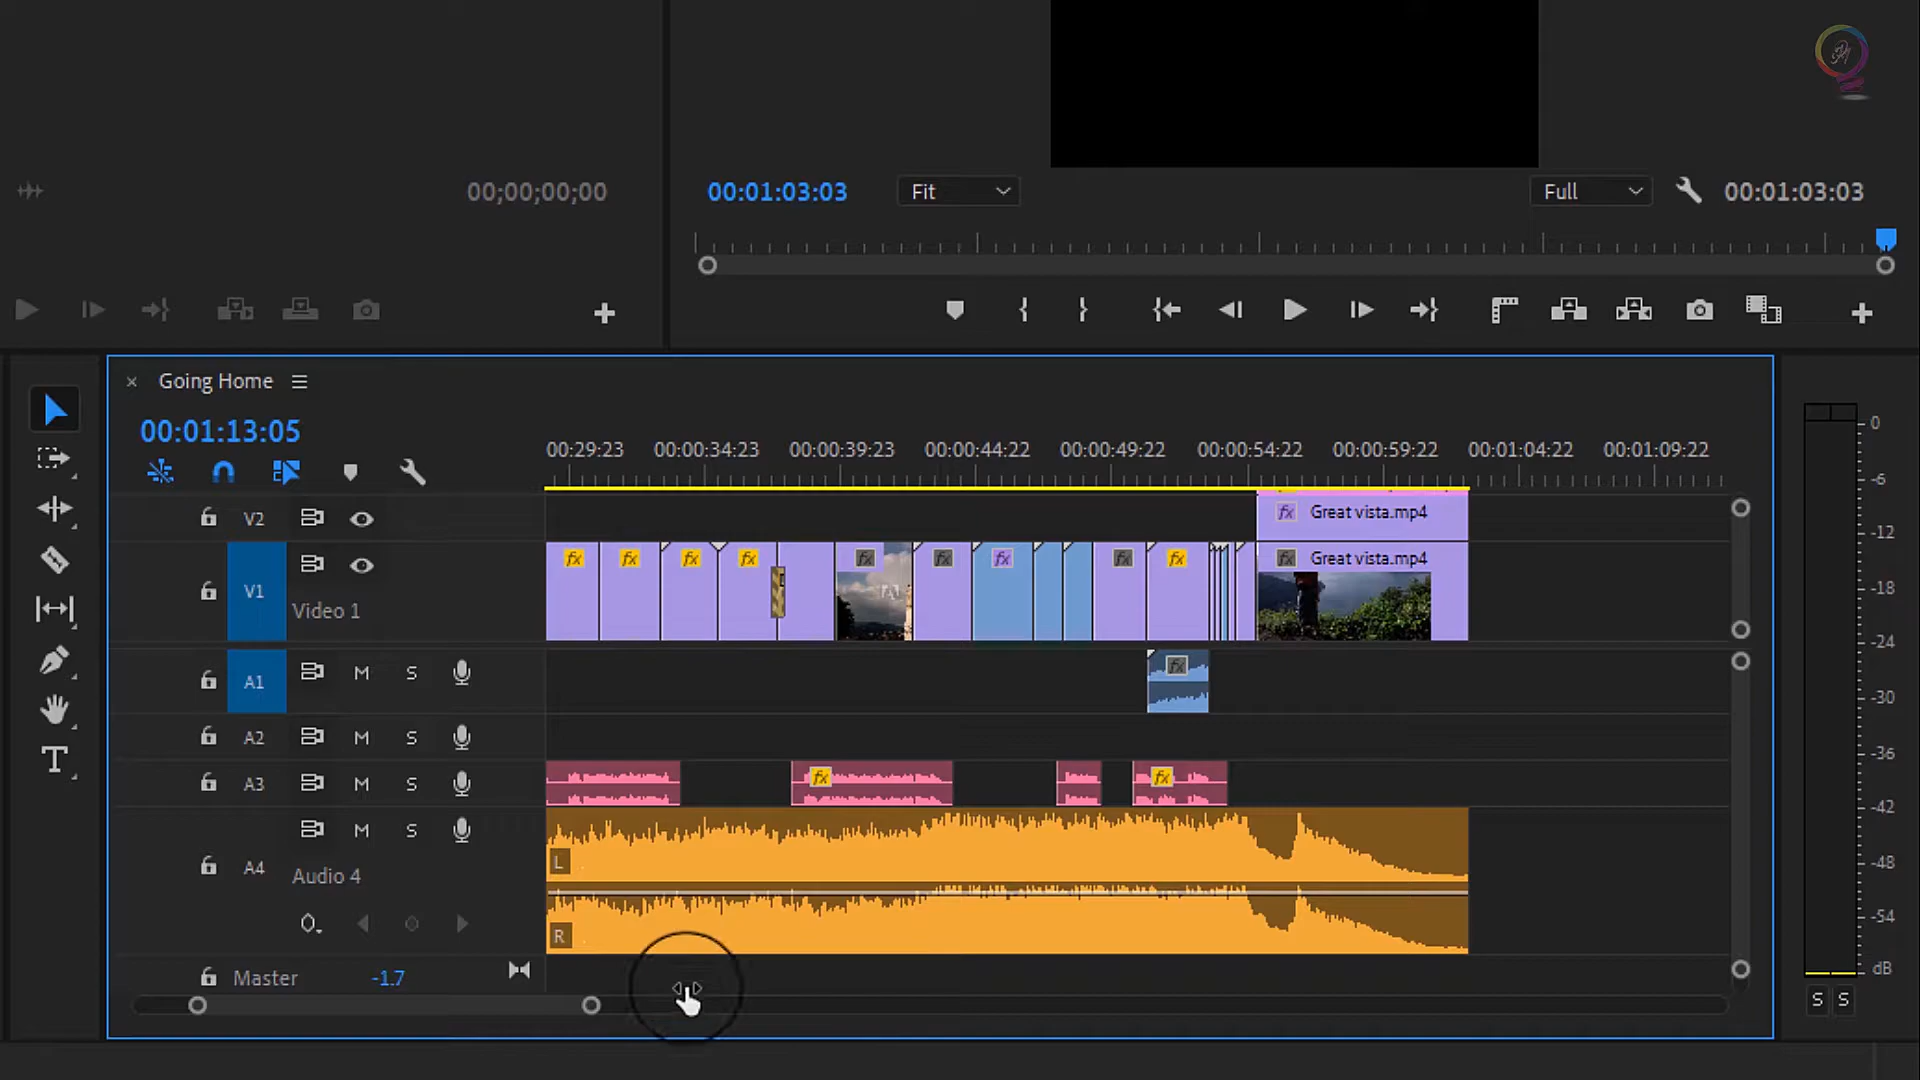 00;00;00;00
00:01:03:03 Fit Full 00:01:03:03
Going Home
00:01:13:05
00:29:23 00:00:34:23 00:00:39:23 00:00:44:22 00:00:49:22 00:00:54:22 00:00:59:22 00:01:04:22 00:01:09:22
V2 fx Great vista.mp4
V1 Video 1 fx fx fx fx fx fx fx fx fx fx Great vista.mp4
A1 M S fx
A2 M S
A3 M S fx fx
A4 M S Audio 4 L
R
Master -1.7
T
0
-6
-12
-18
-24
-30
-36
-42
-48
-54
dB
S S